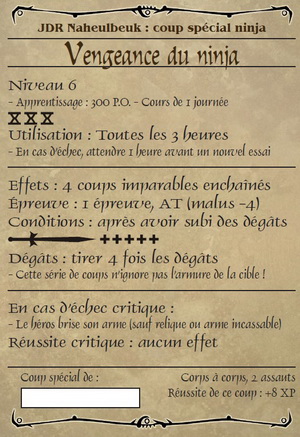 JDR Naheulbeuk : coup spécial ninja
Vengeance du ninja
Niveau 6
- Apprentissage : 300 P.O. - Cours de 1 journée
Utilisation : Toutes les 3 heures
- En cas d'échec, attendre 1 heure avant un nouvel essai
Effets : 4 coups imparables enchaînés
Épreuve : 1 épreuve, AT (malus -4)
Conditions : après avoir subi des dégâts
+++++
Dégâts : tirer 4 fois les dégâts
- Cette série de coups n'ignore pas l'armure de la cible !
En cas d'échec critique :
- Le héros brise son arme (sauf relique ou arme incassable)
Réussite critique : aucun effet
Coup spécial de :
Corps à corps, 2 assauts
Réussite de ce coup : +8 XP